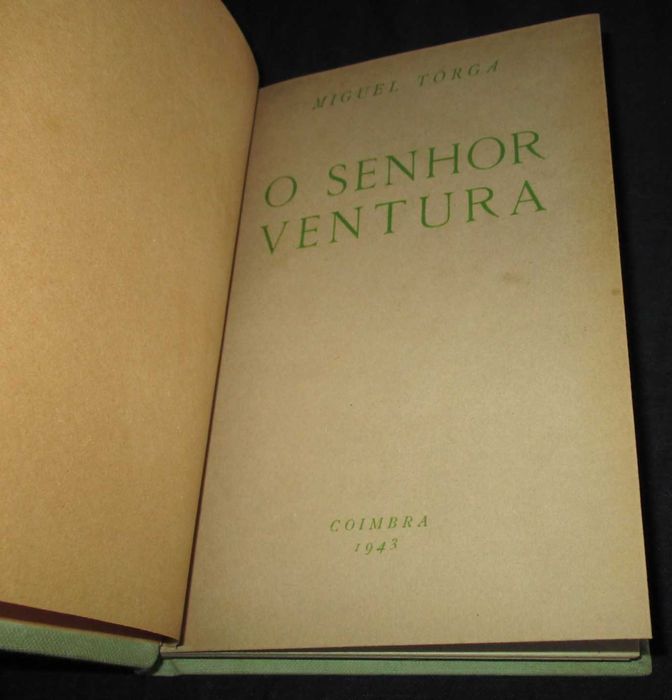 MIGUEL TORGA
O SENHOR
VENTURA
COIMBRA
1943